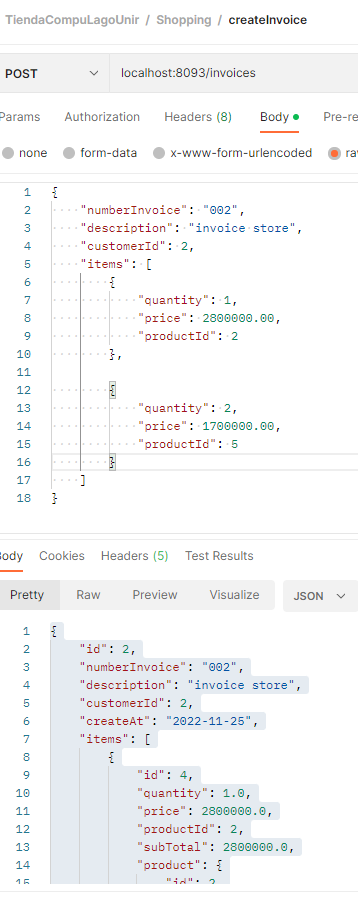 TiendaCompuLagoUnir / Shopping / createInvoice
POST localhost:8093/invoices
Params Authorization Headers (8) Body Pre-re
none form-data x-www-form-urlencoded ra
1 {
2 "numberInvoice": "002",
3 "description": "invoice store",
4 "customerId": 2,
5 "items": [
6 {
7 "quantity": 1,
8 "price": 2800000.00,
9 "productId": 2
10 },
11
12 {
13 "quantity": 2,
14 "price": 1700000.00,
15 "productId": 5
16 }
17 ]
18 }
Body Cookies Headers (5) Test Results
Pretty Raw Preview Visualize JSON
1 {
2 "id": 2,
3 "numberInvoice": "002",
4 "description": "invoice store",
5 "customerId": 2,
6 "createAt": "2022-11-25",
7 "items": [
8 {
9 "id": 4,
10 "quantity": 1.0,
11 "price": 2800000.0,
12 "productId": 2,
13 "subTotal": 2800000.0,
14 "product": {
15 "id": 2